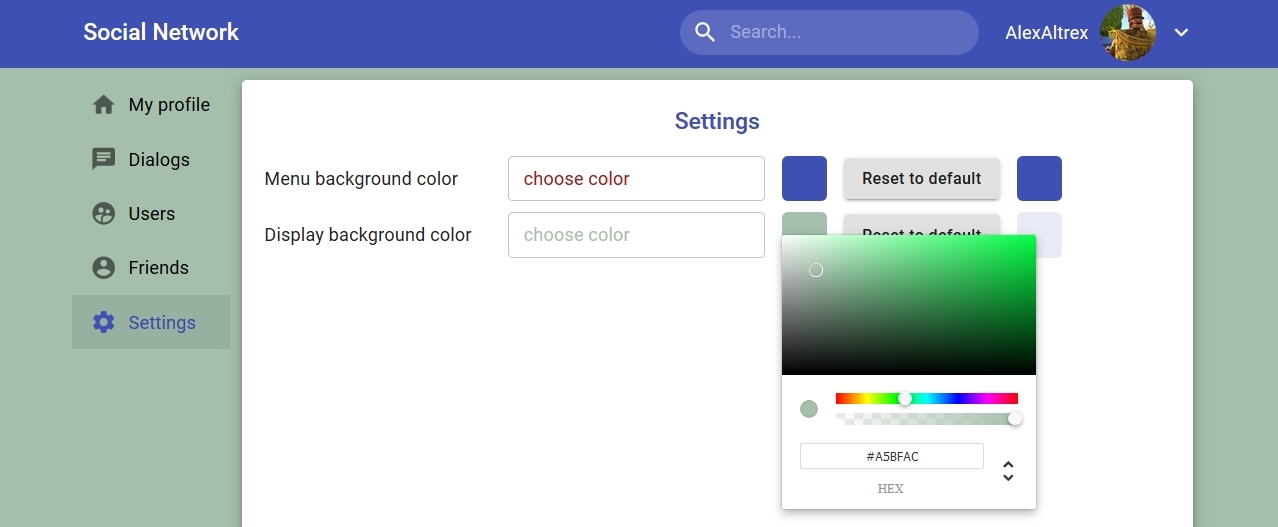 Social Network
Search...
AlexAltrex
My profile
Dialogs
Users
Friends
Settings
Settings
Menu background color
choose color
Reset to default
Display background color
choose color
Reset to default
#A5BFAC
HEX